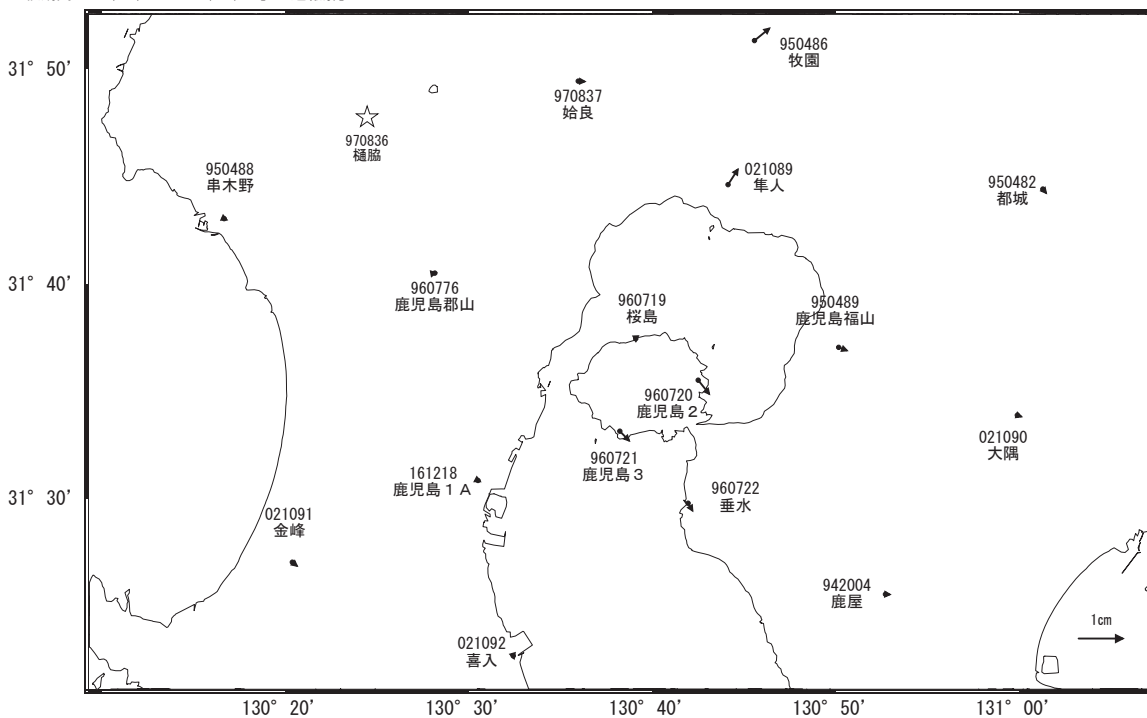 950486
牧園
31° 50'
970837
姶良
970836
樋脇
021089
隼人
950488
串木野
950482
都城
31° 40'
960776
鹿児島郡山
960719
桜島
950489
鹿児島福山
960720
鹿児島2
021090
大隅
960721
鹿児島3
161218
鹿児島1A
31° 30'
960722
垂水
021091
金峰
942004
鹿屋
1cm
021092
喜入
130° 20'
130° 30'
130° 40'
130° 50'
131° 00'